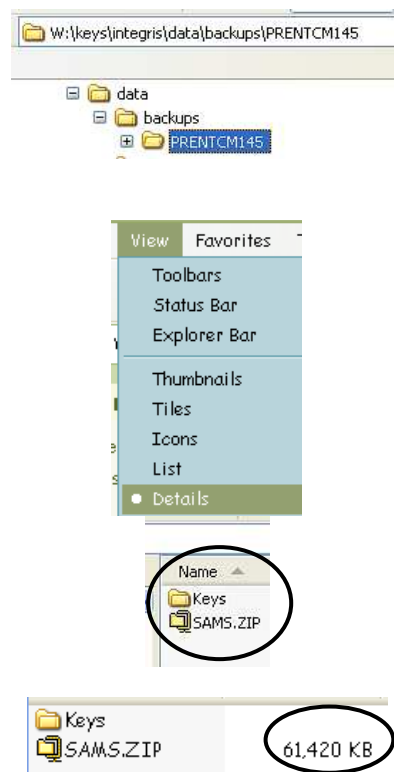 W:\keys\integris\data\backups\PRENTCM145
data
backups
PRENTCM145
View Favorites
Toolbars
Status Bar
Explorer Bar
Thumbnails
Tiles
Icons
List
Details
Name
Keys
SAMS.ZIP
Keys
SAMS.ZIP 61,420 KB